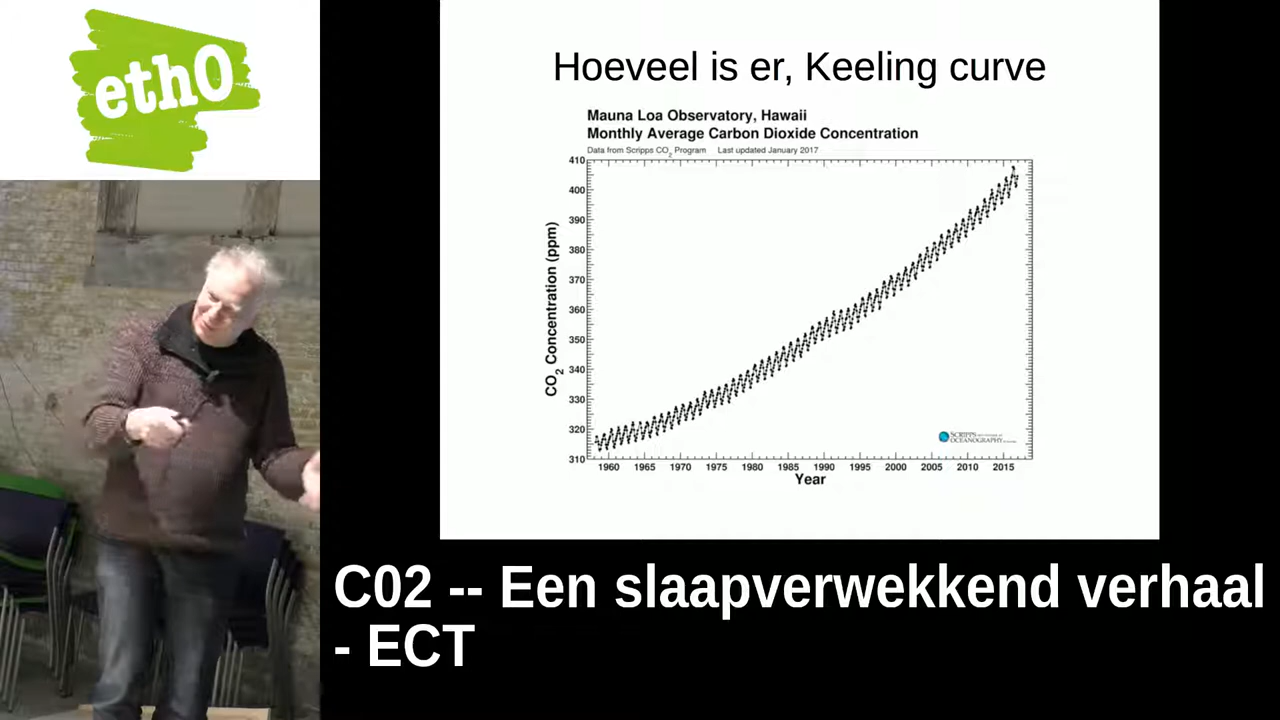 eth0
Hoeveel is er, Keeling curve
Mauna Loa Observatory, Hawaii
Monthly Average Carbon Dioxide Concentration
Data from Scripps CO2 Program Last updated January 2017
CO2 Concentration (ppm)
410
400
390
380
370
360
350
340
330
320
310
1960 1965 1970 1975 1980 1985 1990 1995 2000 2005 2010 2015
Year
SCRIPPS
OCEANOGRAPHY
C02 -- Een slaapverwekkend verhaal
- ECT